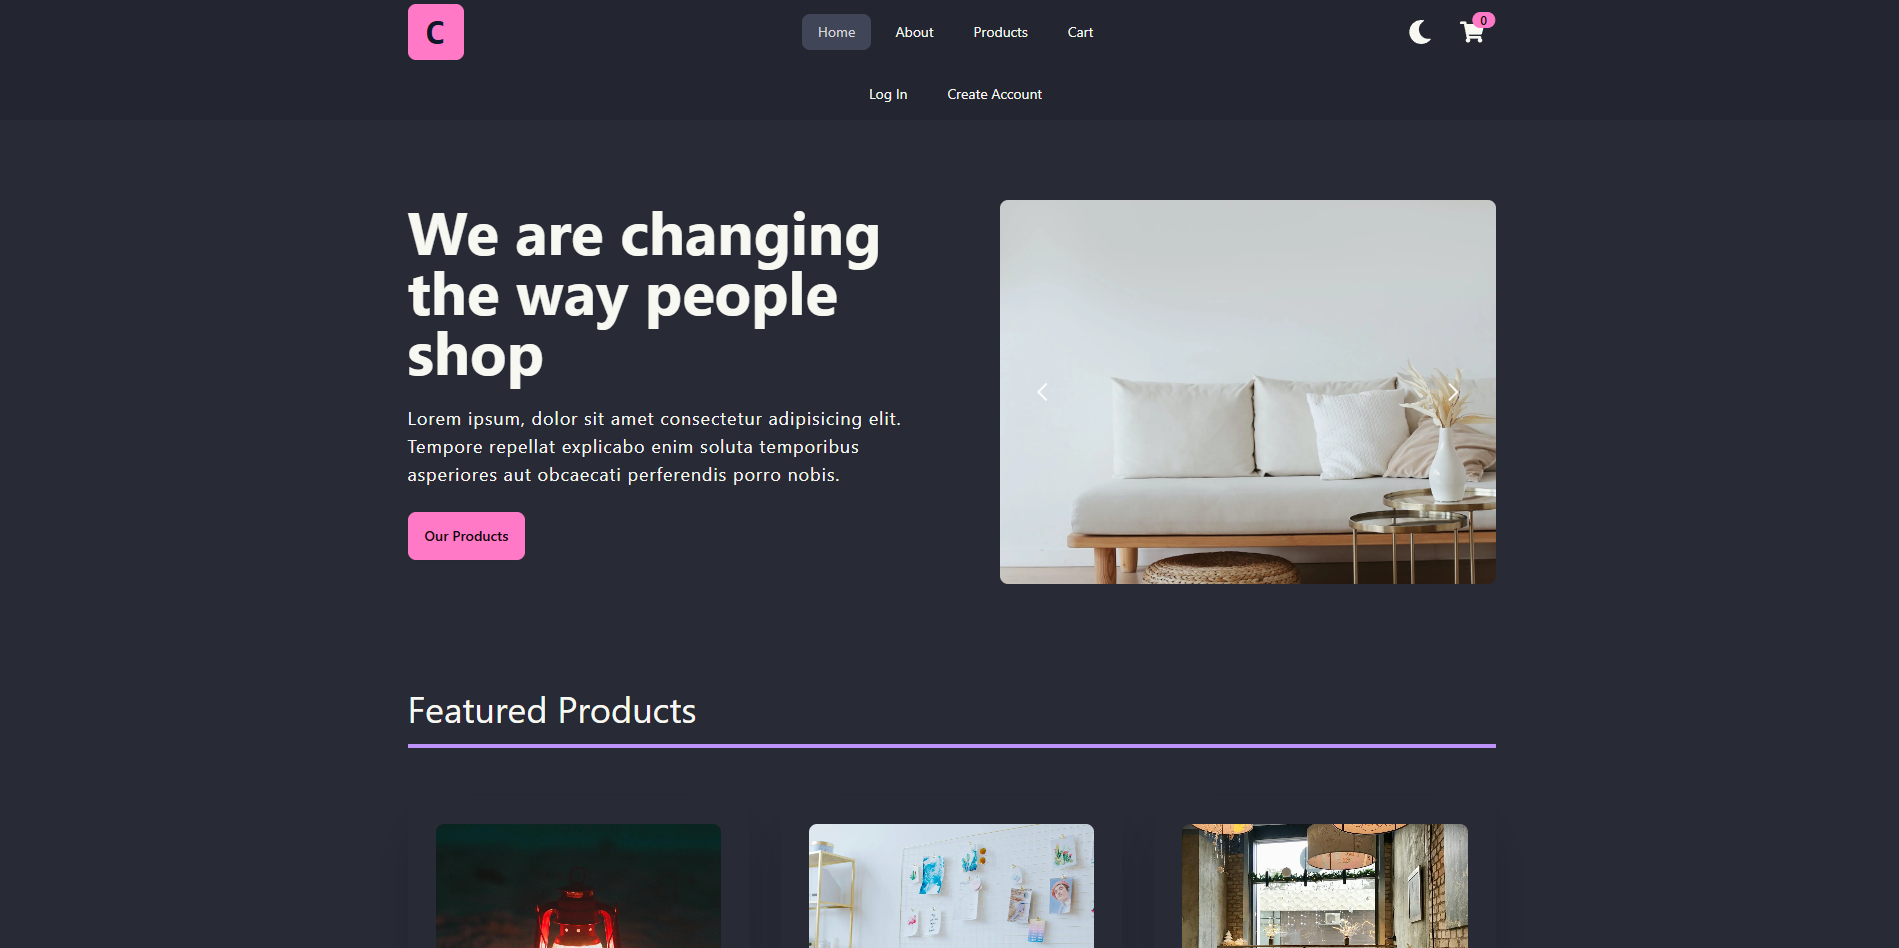 C
Home About Products Cart
0
Log In Create Account
We are changing
the way people
shop
Lorem ipsum, dolor sit amet consectetur adipisicing elit.
Tempore repellat explicabo enim soluta temporibus
asperiores aut obcaecati perferendis porro nobis.
Our Products
Featured Products